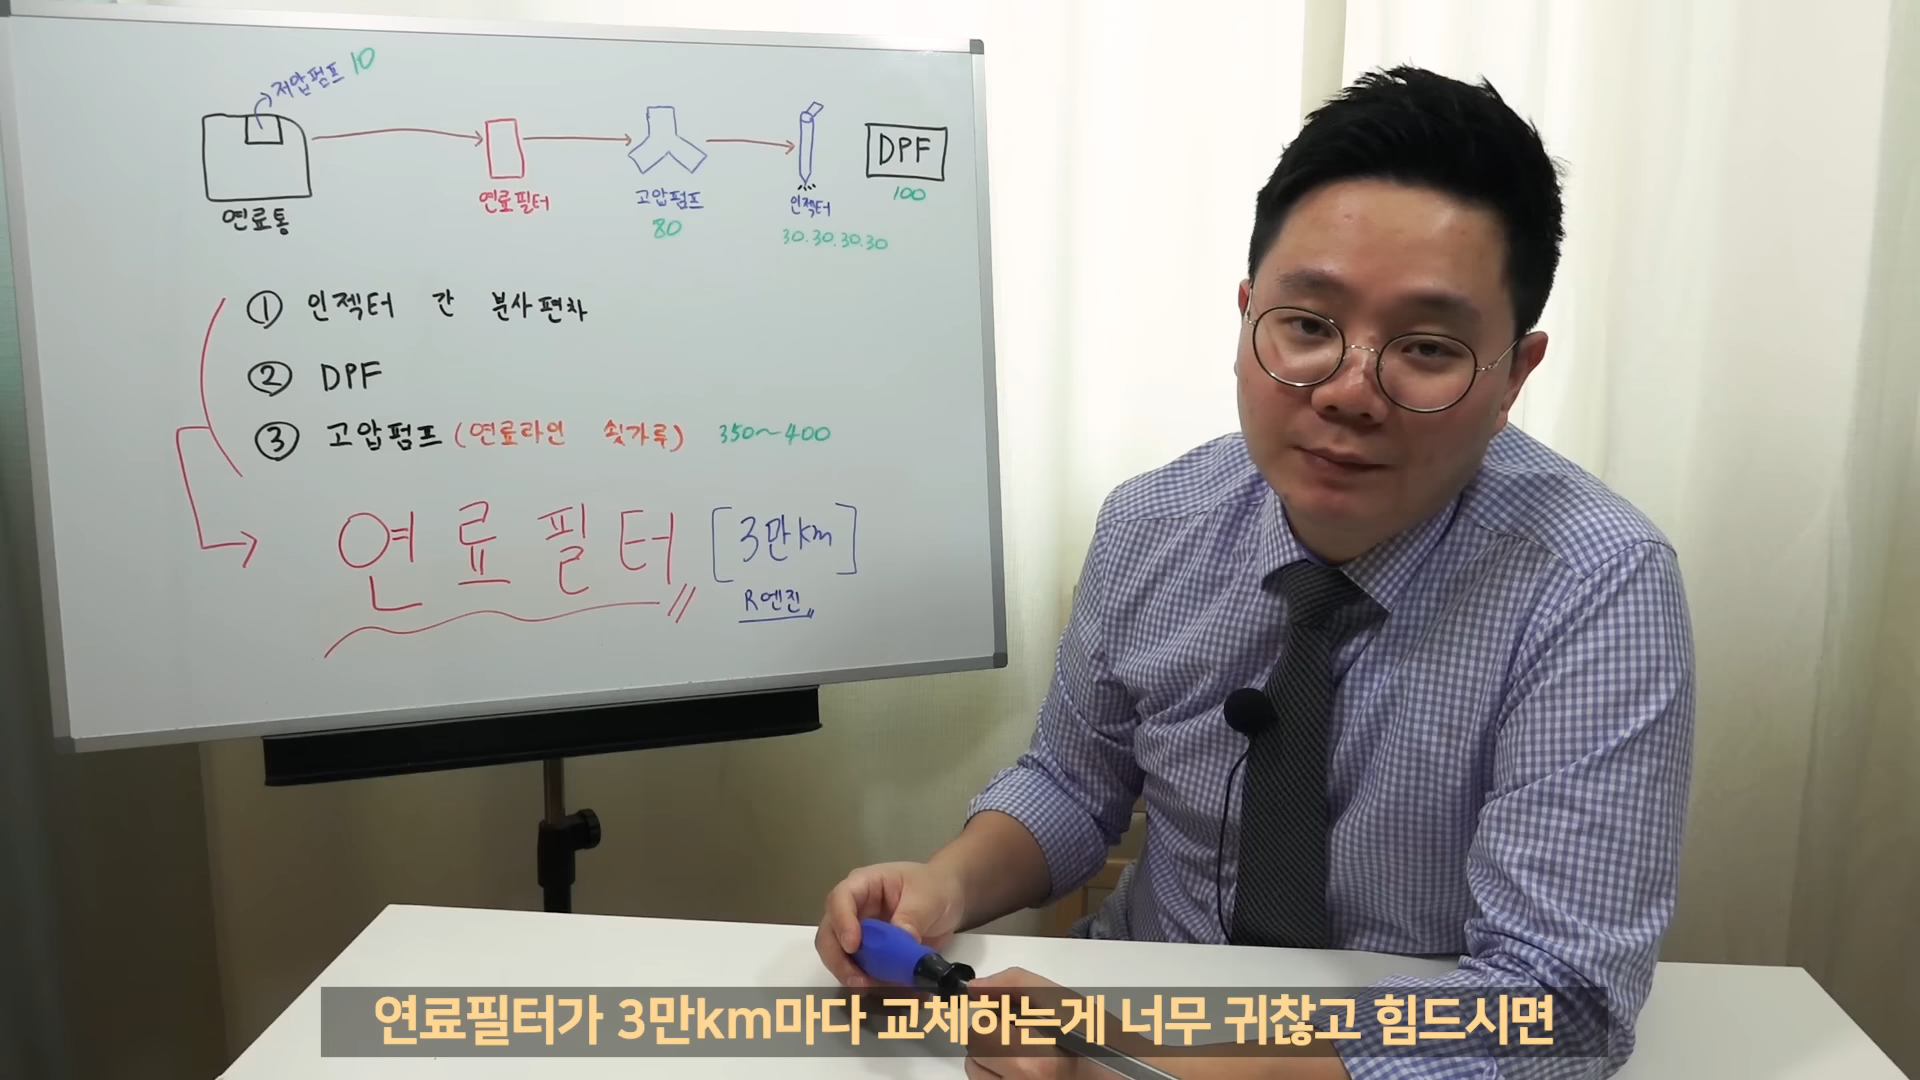 저압펌프 10
DPF
연료통
연료필터
고압펌프
인젝터
100
80
30.30.30.30
① 인젝터 간 분사편차
② DPF
③ 고압펌프 (연료라인 쇳가루) 350~400
연료필터 [3만km]
R엔진
연료필터가 3만km마다 교체하는게 너무 귀찮고 힘드시면